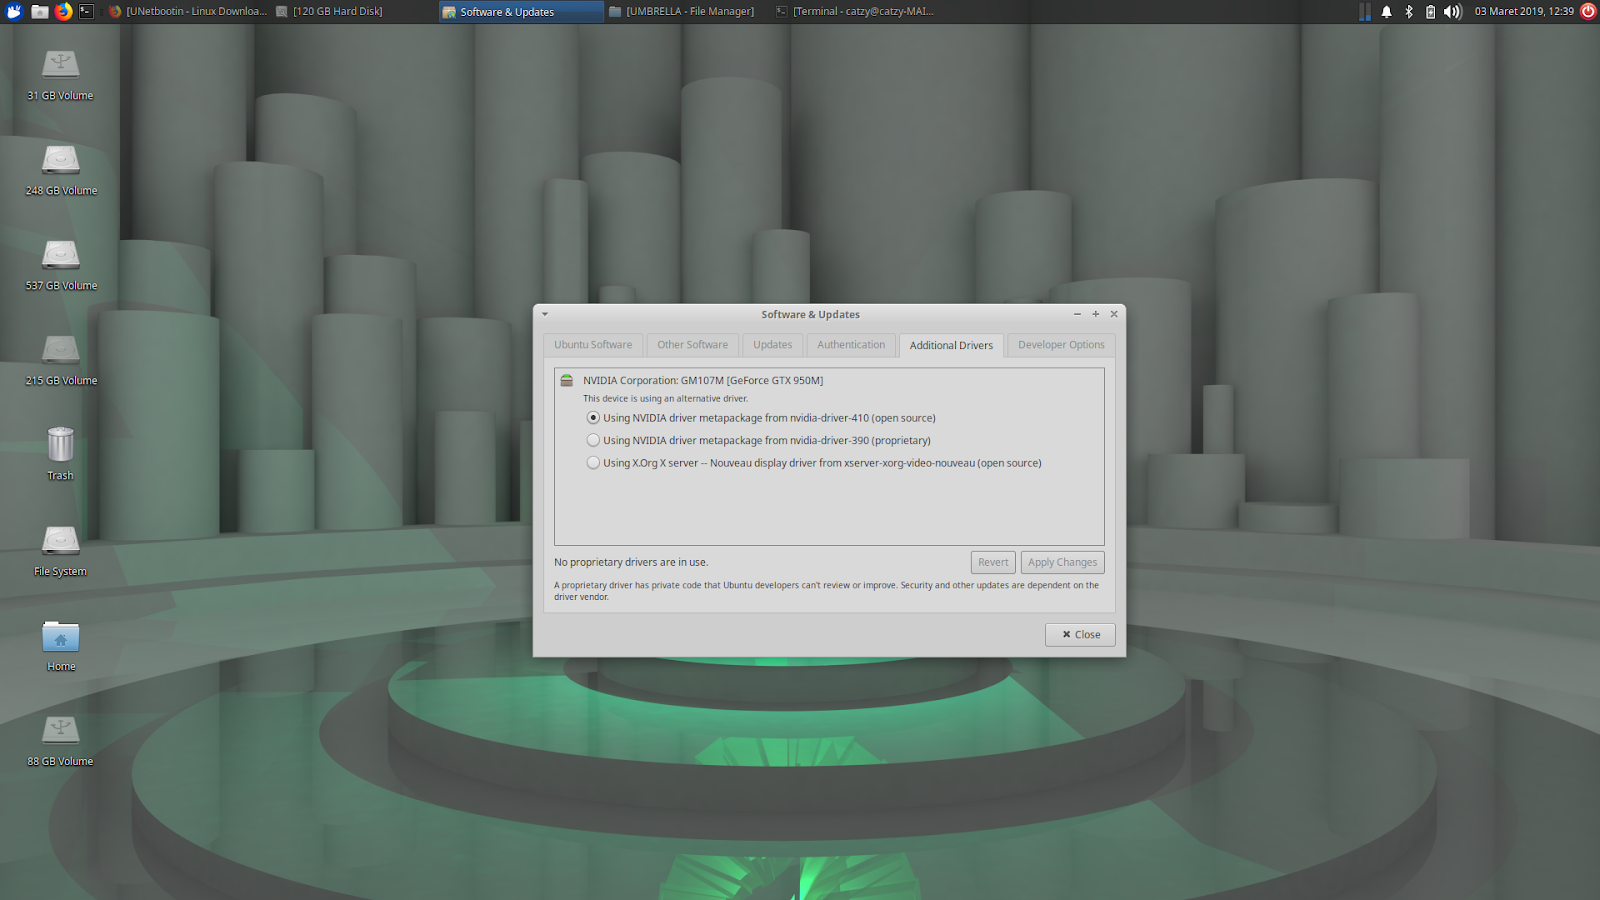 [UNetbootin - Linux Downloa...
[120 GB Hard Disk]
Software & Updates
[UMBRELLA - File Manager]
[Terminal - catzy@catzy-MAI...
03 Maret 2019, 12:39
31 GB Volume
248 GB Volume
537 GB Volume
215 GB Volume
Trash
File System
Home
88 GB Volume
Software & Updates
Ubuntu Software
Other Software
Updates
Authentication
Additional Drivers
Developer Options
NVIDIA Corporation: GM107M [GeForce GTX 950M]
This device is using an alternative driver.
Using NVIDIA driver metapackage from nvidia-driver-410 (open source)
Using NVIDIA driver metapackage from nvidia-driver-390 (proprietary)
Using X.Org X server -- Nouveau display driver from xserver-xorg-video-nouveau (open source)
No proprietary drivers are in use.
Revert
Apply Changes
A proprietary driver has private code that Ubuntu developers can't review or improve. Security and other updates are dependent on the
driver vendor.
Close